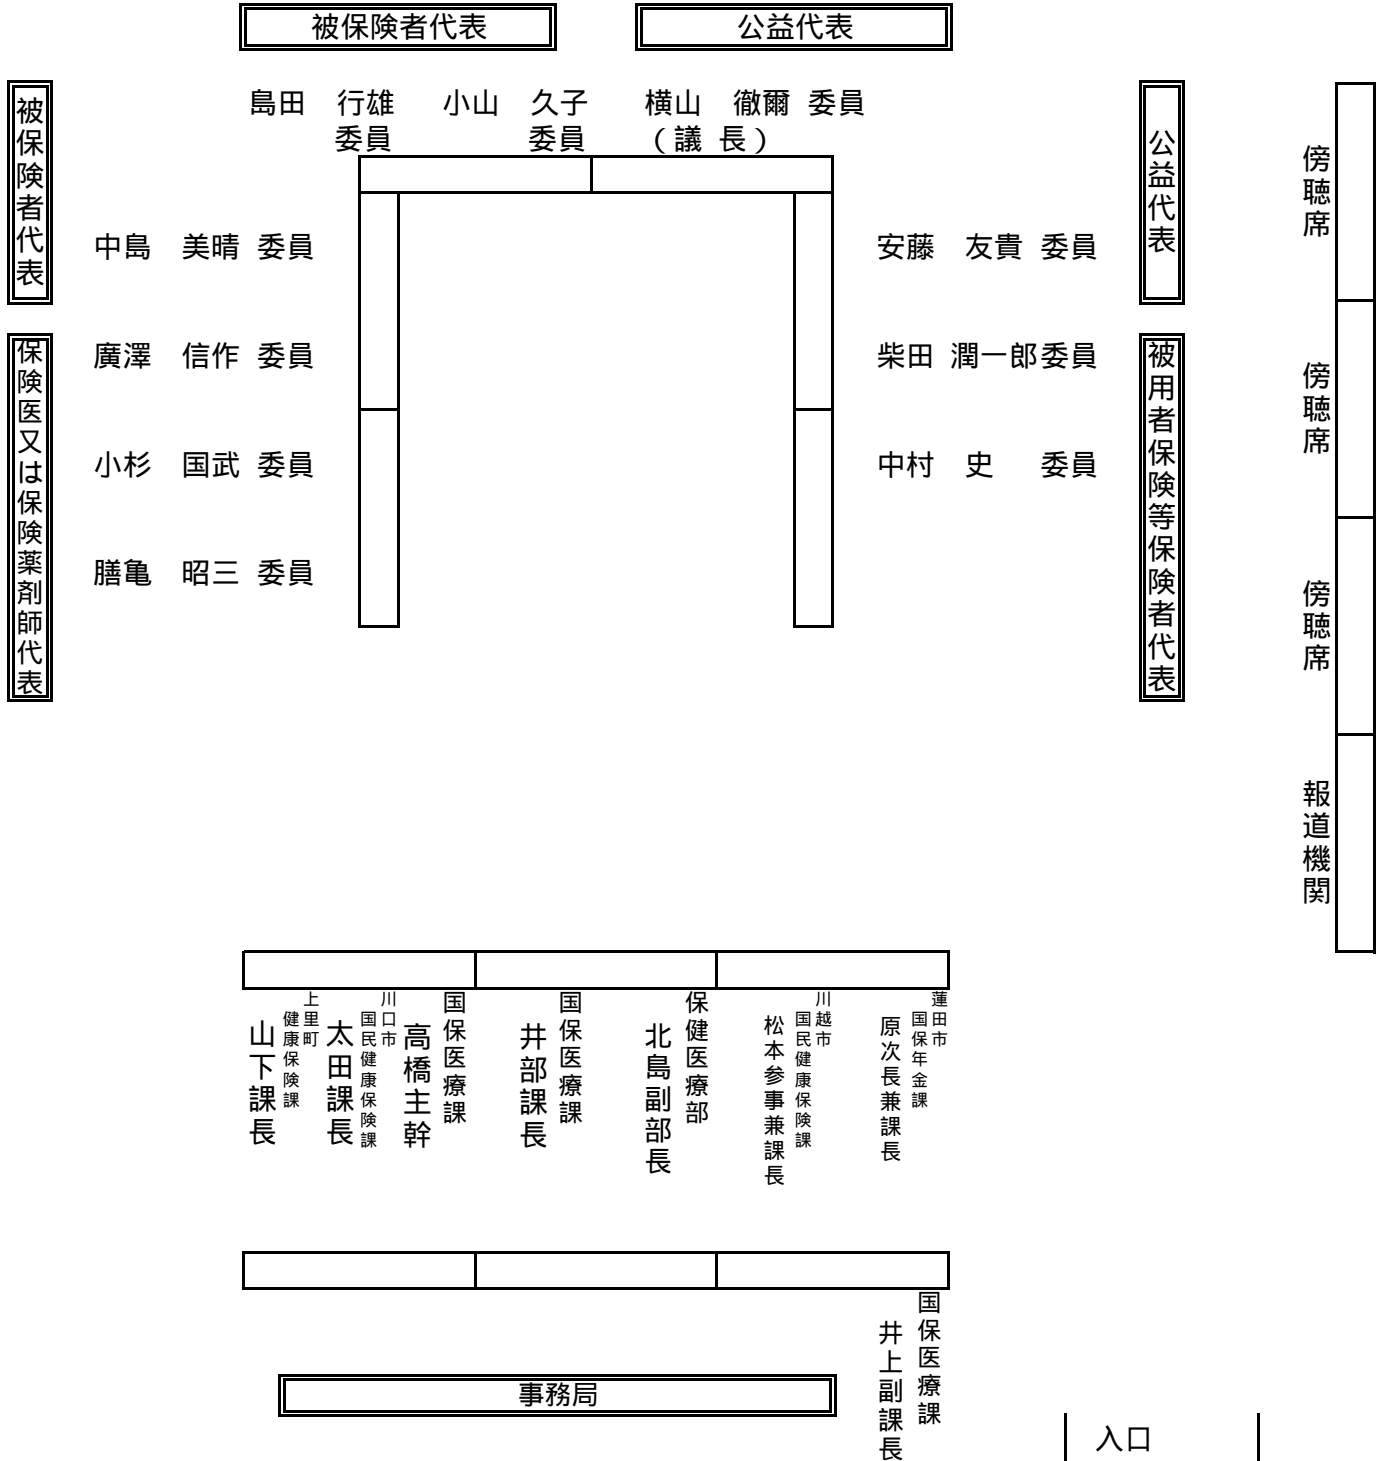 被保険者代表
公益代表
島田　行雄
委員
小山　久子
委員
横山　徹爾 委員
（議 長）
被保険者代表
公益代表
中島　美晴 委員
安藤　友貴 委員
廣澤　信作 委員
柴田 潤一郎委員
小杉　国武 委員
中村　史　委員
膳亀　昭三 委員
保険医又は保険薬剤師代表
被用者保険等保険者代表
傍聴席
傍聴席
傍聴席
報道機関
上里町
健康保険課
山下課長
川口市
国民健康保険課
太田課長
国保医療課
高橋主幹
国保医療課
井部課長
保健医療部
北島副部長
川越市
国民健康保険課
松本参事兼課長
蓮田市
国保年金課
原次長兼課長
国保医療課
井上副課長
事務局
入口